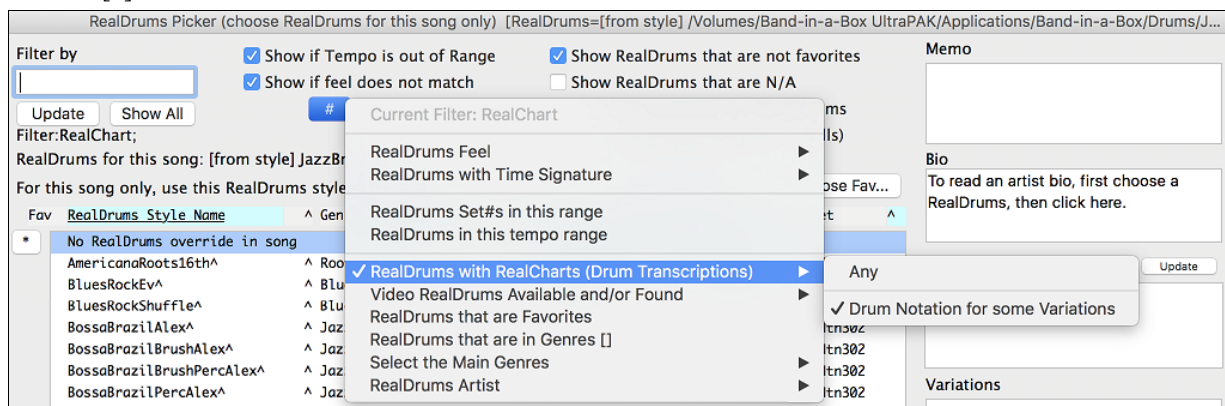 RealDrums Picker (choose RealDrums for this song only) [RealDrums=[from style] /Volumes/Band-in-a-Box UltraPAK/Applications/Band-in-a-Box/Drums/J...
Filter by
Show if Tempo is out of Range
Show RealDrums that are not favorites
Memo
Show if feel does not match
Show RealDrums that are N/A
Update
Show All
#
ms
Filter:RealChart;
lls)
RealDrums for this song: [from style] JazzBr
Bio
For this song only, use this RealDrums style
ose Fav...
To read an artist bio, first choose a
RealDrums, then click here.
Fav RealDrums Style Name ^ Gen
t ^
* No RealDrums override in song
Update
AmericanaRoots16th^ ^ Roo
BluesRockEv^ ^ Blu
BluesRockShuffle^ ^ Blu
BossaBrazilAlex^ ^ Jaz
ltn302
BossaBrazilBrushAlex^ ^ Jaz
ltn302
BossaBrazilBrushPercAlex^ ^ Jaz
ltn302
BossaBrazilPercAlex^ ^ Jaz
ltn302
Variations
Current Filter: RealChart
RealDrums Feel
RealDrums with Time Signature
RealDrums Set#s in this range
RealDrums in this tempo range
RealDrums with RealCharts (Drum Transcriptions)
Video RealDrums Available and/or Found
RealDrums that are Favorites
RealDrums that are in Genres []
Select the Main Genres
RealDrums Artist
Any
Drum Notation for some Variations